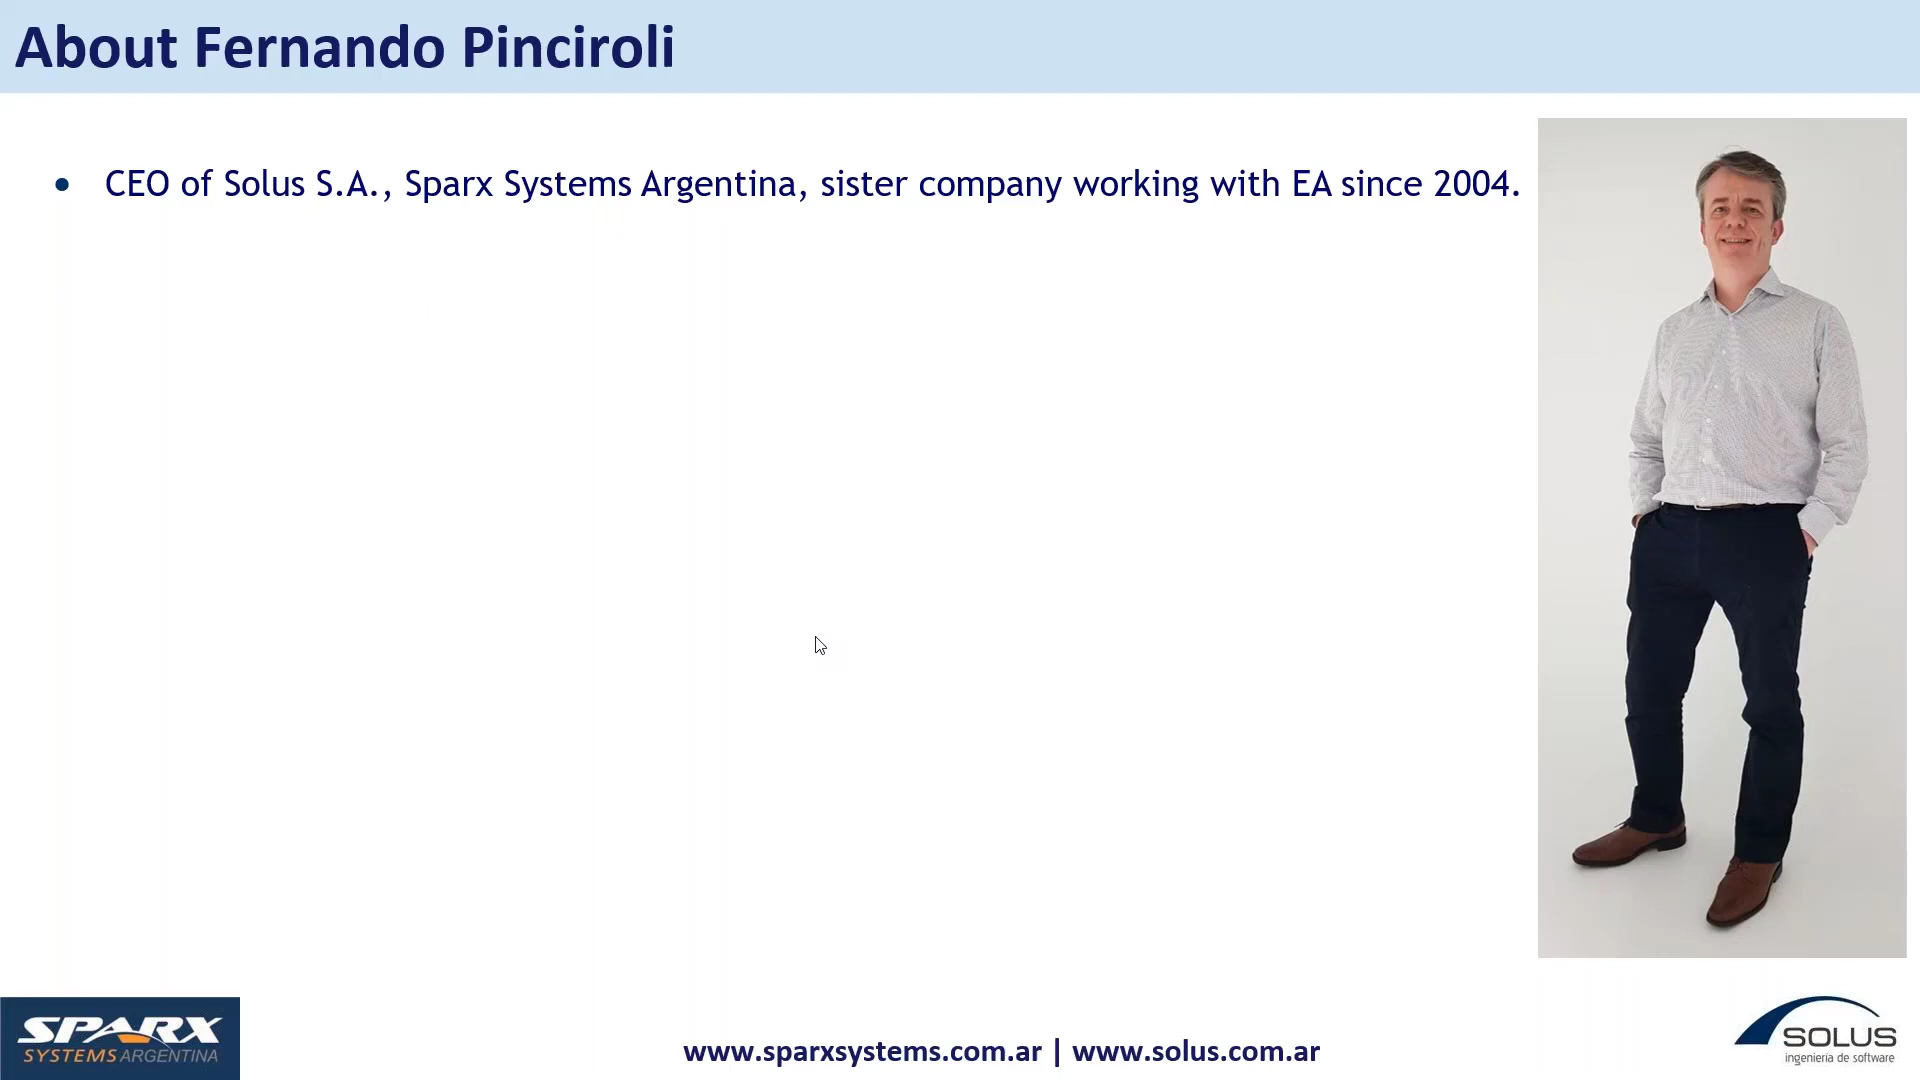 About Fernando Pinciroli
• CEO of Solus S.A., Sparx Systems Argentina, sister company working with EA since 2004.
SPARX
SYSTEMS ARGENTINA
www.sparxsystems.com.ar | www.solus.com.ar
SOLUS
ingeniería de software